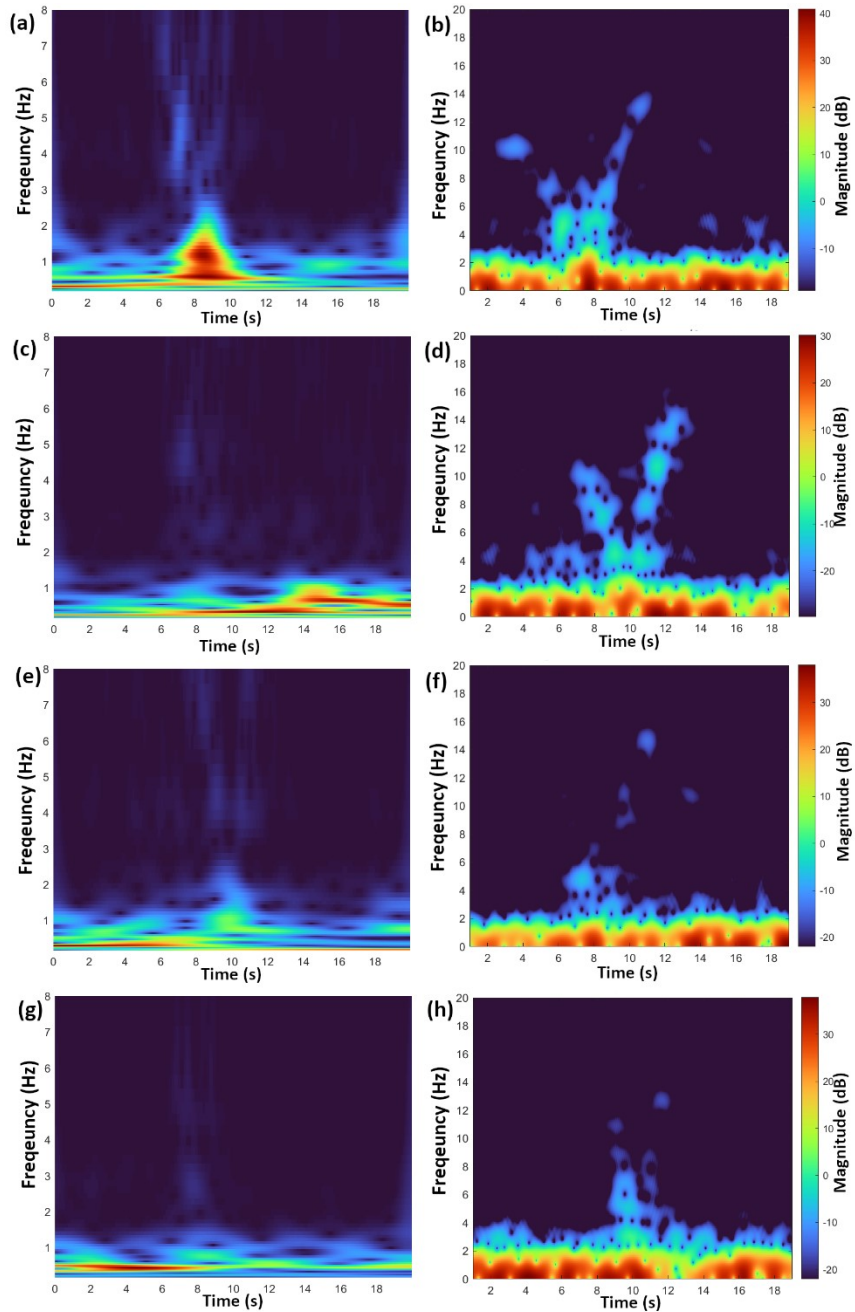 (a)
8
7
6
5
4
3
2
1
0 2 4 6 8 10 12 14 16 18
Freqeuncy (Hz)
Time (s)
(b)
20
18
16
14
12
10
8
6
4
2
0
2 4 6 8 10 12 14 16 18
Freqeuncy (Hz)
Time (s)
40
30
20
10
0
-10
Magnitude (dB)
(c)
8
7
6
5
4
3
2
1
0 2 4 6 8 10 12 14 16 18
Freqeuncy (Hz)
Time (s)
(d)
20
18
16
14
12
10
8
6
4
2
0
2 4 6 8 10 12 14 16 18
Freqeuncy (Hz)
Time (s)
30
20
10
0
-10
-20
Magnitude (dB)
(e)
8
7
6
5
4
3
2
1
0 2 4 6 8 10 12 14 16 18
Freqeuncy (Hz)
Time (s)
(f)
20
18
16
14
12
10
8
6
4
2
0
2 4 6 8 10 12 14 16 18
Freqeuncy (Hz)
Time (s)
30
20
10
0
-10
-20
Magnitude (dB)
(g)
8
7
6
5
4
3
2
1
0 2 4 6 8 10 12 14 16 18
Freqeuncy (Hz)
Time (s)
(h)
20
18
16
14
12
10
8
6
4
2
0
2 4 6 8 10 12 14 16 18
Freqeuncy (Hz)
Time (s)
30
20
10
0
-10
-20
Magnitude (dB)